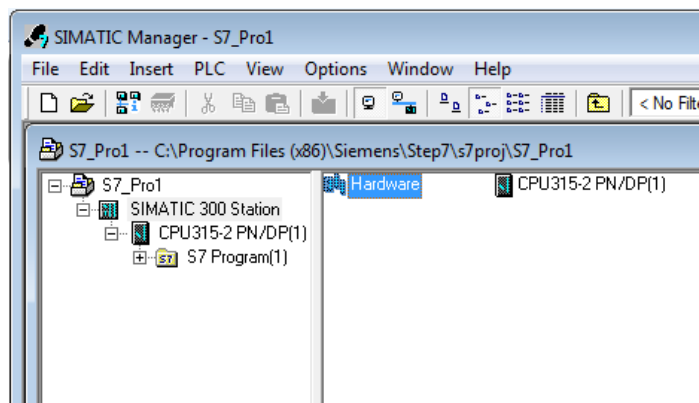 SIMATIC Manager - S7_Pro1
File Edit Insert PLC View Options Window Help
< No Filte
S7_Pro1 -- C:\Program Files (x86)\Siemens\Step7\s7proj\S7_Pro1
S7_Pro1
SIMATIC 300 Station
CPU315-2 PN/DP(1)
S7 Program(1)
Hardware CPU315-2 PN/DP(1)